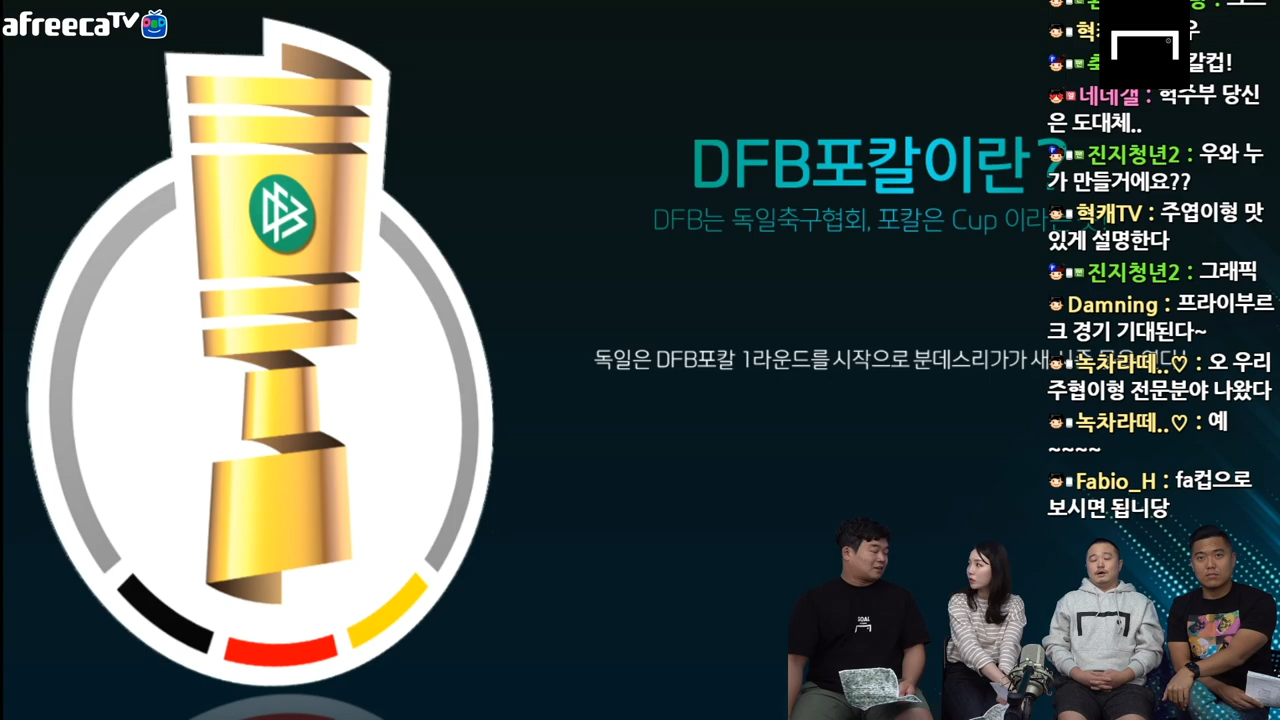 afreecaTV
칼컵!
네네갤 : 혁주부 당신
은 도대체..
DFB포칼이란?
진지청년2 : 우와 누
가 만들거에요??
DFB는 독일축구협회, 포칼은 Cup 이라는
혁캐TV : 주엽이형 맛
있게 설명한다
진지청년2 : 그래픽
Damning : 프라이부르
크 경기 기대된다~
독일은 DFB포칼 1라운드를 시작으로 분데스리가가
녹차라떼..♡ : 오 우리
주협이형 전문분야 나왔다
녹차라떼..♡ : 예
~~~~
Fabio_H : fa컵으로
보시면 됩니당
GOAL